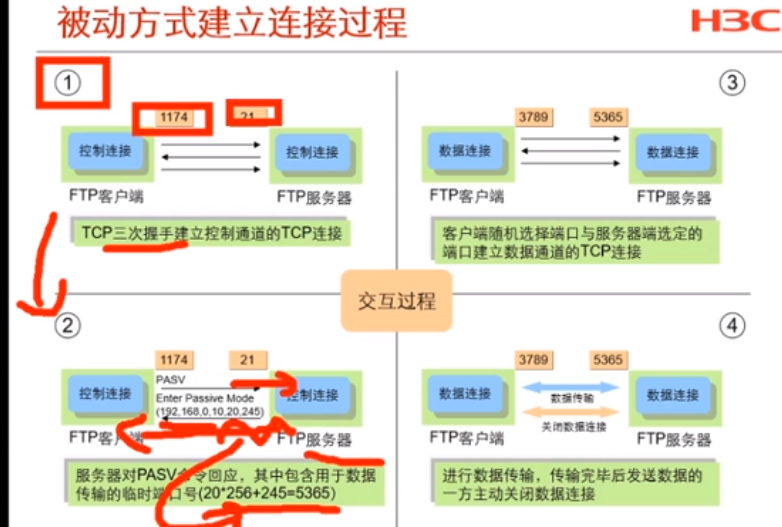 被动方式建立连接过程
H3C
①
1174
21
控制连接
控制连接
FTP客户端
FTP服务器
TCP三次握手建立控制通道的TCP连接
③
3789
5365
数据连接
数据连接
FTP客户端
FTP服务器
客户端随机选择端口与服务器端选定的
端口建立数据通道的TCP连接
交互过程
②
1174
21
PASV
Enter Passive Mode
(192,168,0,10,20,245)
控制连接
控制连接
FTP客户端
FTP服务器
服务器对PASV命令回应，其中包含用于数据
传输的临时端口号(20*256+245=5365)
④
3789
5365
数据连接
数据连接
数据传输
关闭数据连接
FTP客户端
FTP服务器
进行数据传输，传输完毕后发送数据的
一方主动关闭数据连接